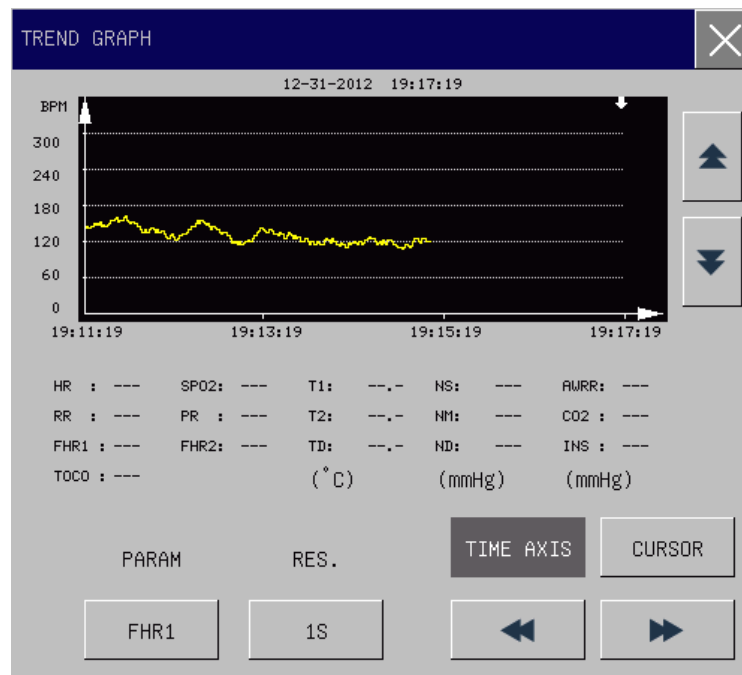 TREND GRAPH
12-31-2012 19:17:19
BPM
300
240
180
120
60
0
19:11:19 19:13:19 19:15:19 19:17:19
HR : --- SPO2: --- T1: --.- NS: --- AWRR: ---
RR : --- PR : --- T2: --.- NM: --- CO2 : ---
FHR1 : --- FHR2: --- TD: --.- ND: --- INS : ---
TOCO : --- (°C) (mmHg) (mmHg)
TIME AXIS CURSOR
PARAM RES.
FHR1 1S